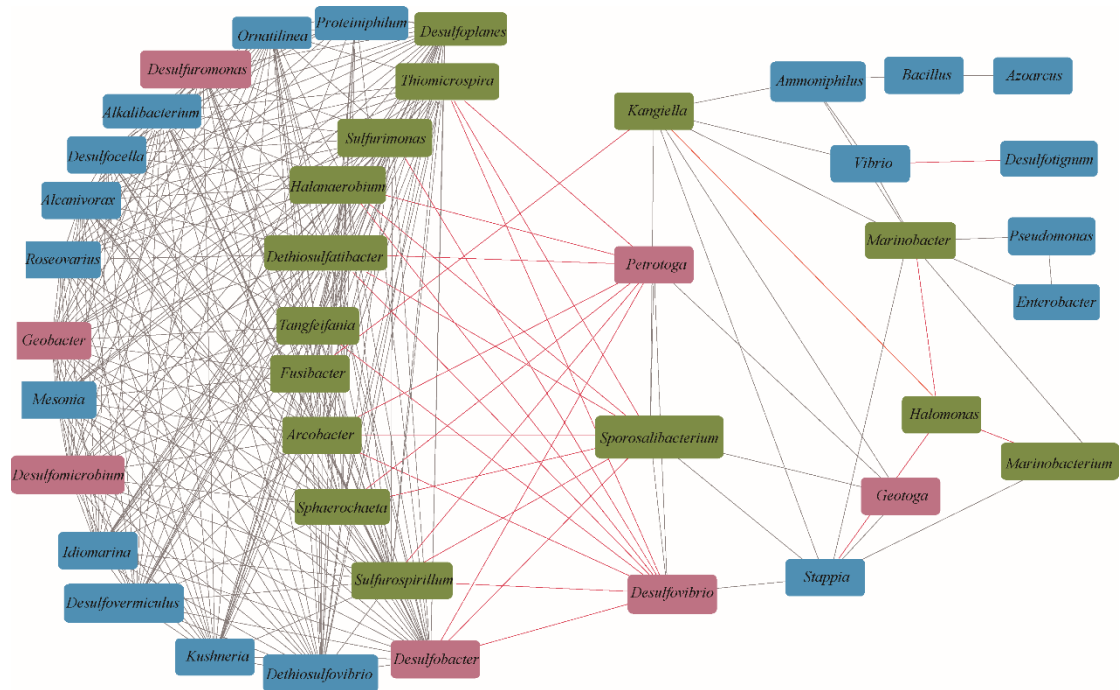 Proteiniphilum
Ornatilinea
Desulfoplanes
Desulfuromonas
Thiomicrospira
Ammoniphilus
Bacillus
Azoarcus
Alkalibacterium
Kangiella
Sulfurimonas
Desulfocella
Vibrio
Desulfotignum
Halanaerobium
Alcanivorax
Marinobacter
Pseudomonas
Roseovarius
Dethiosulfatibacter
Petrotoga
Enterobacter
Tangfeifania
Geobacter
Fusibacter
Mesonia
Halomonas
Arcobacter
Sporosalibacterium
Marinobacterium
Desulfomicrobium
Geotoga
Sphaerochaeta
Idiomarina
Sulfurospirillum
Stappia
Desulfovibrio
Desulfovermiculus
Kushneria
Desulfobacter
Dethiosulfovibrio